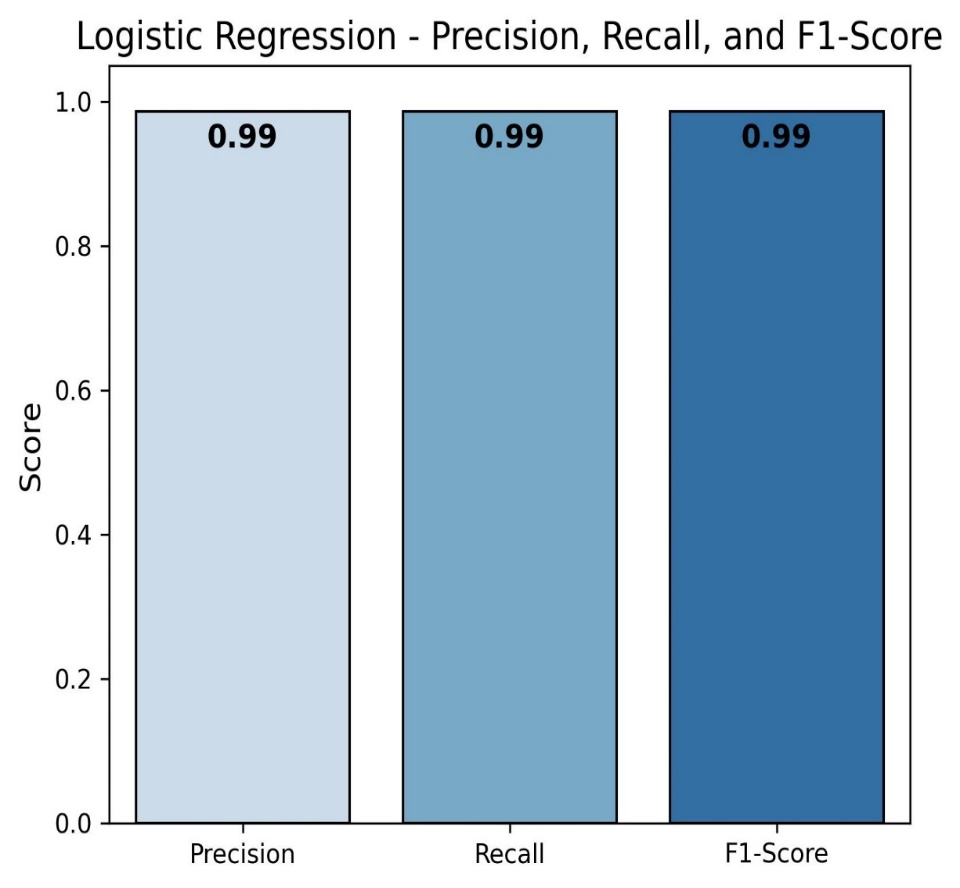 Logistic Regression - Precision, Recall, and F1-Score
1.0
0.8
0.6
0.4
0.2
0.0
Score
0.99 0.99 0.99
Precision Recall F1-Score